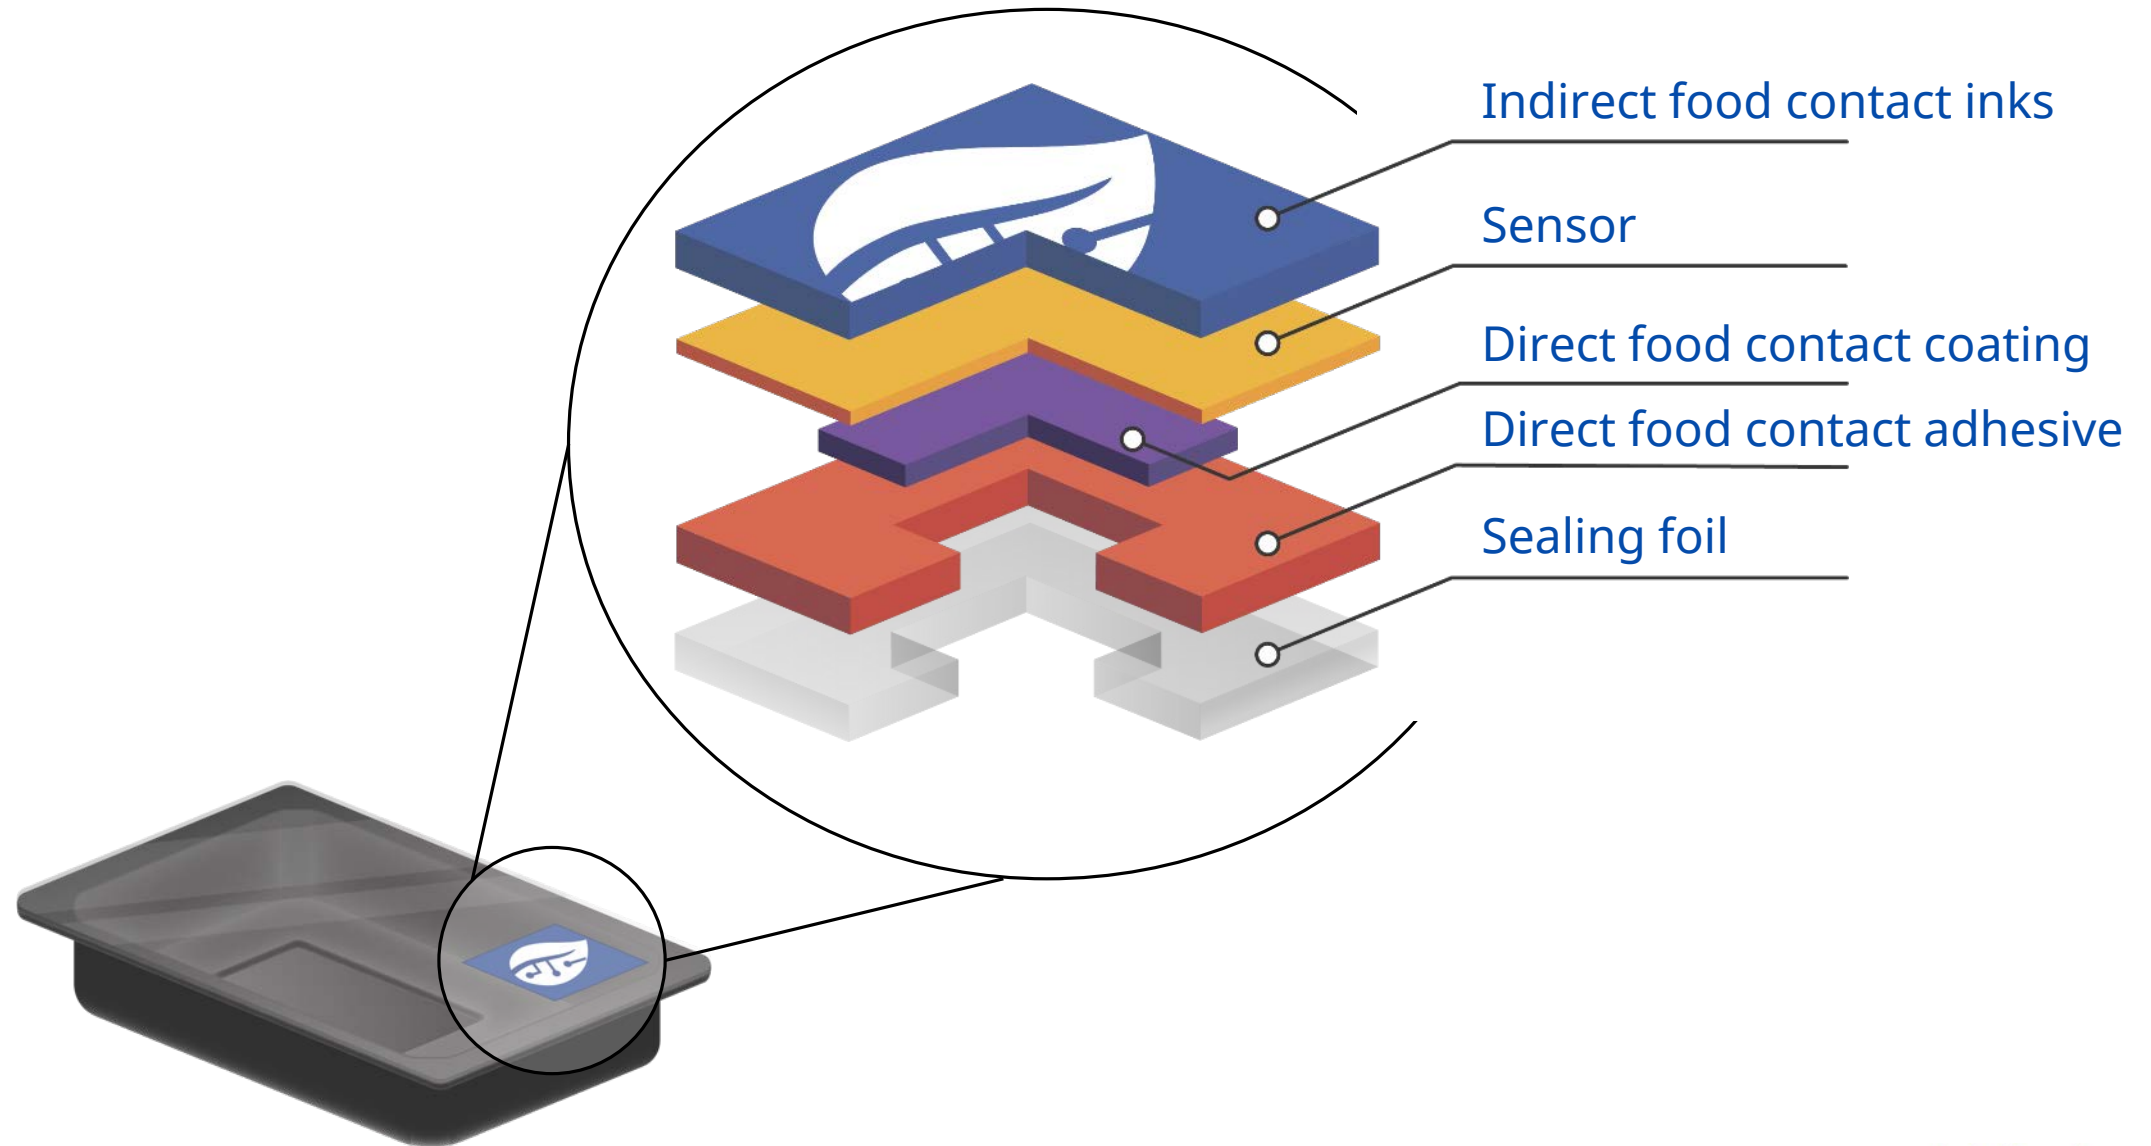 Indirect food contact inks
Sensor
Direct food contact coating
Direct food contact adhesive
Sealing foil